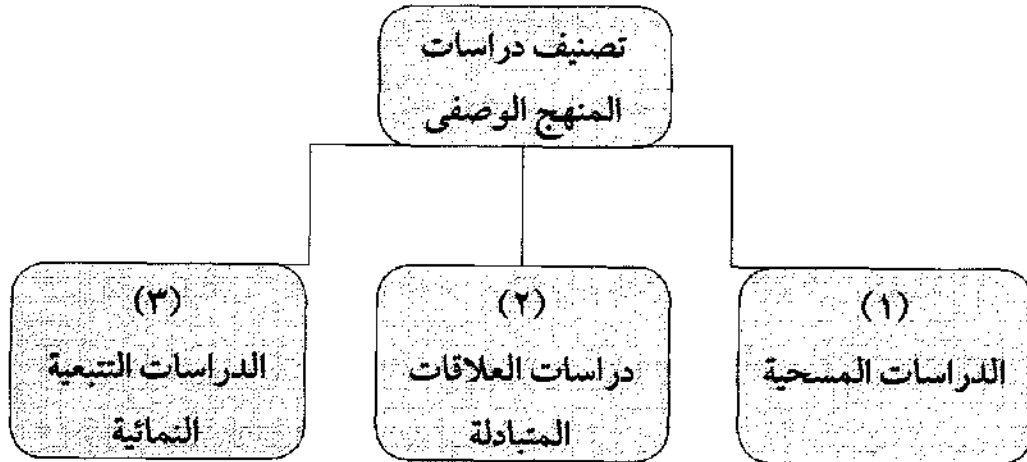 تصنيف دراسات
المنهج الوصفى
(١)
الدراسات المسحية
(٢)
دراسات العلاقات
المتبادلة
(٣)
الدراسات التتبعية
النمائية